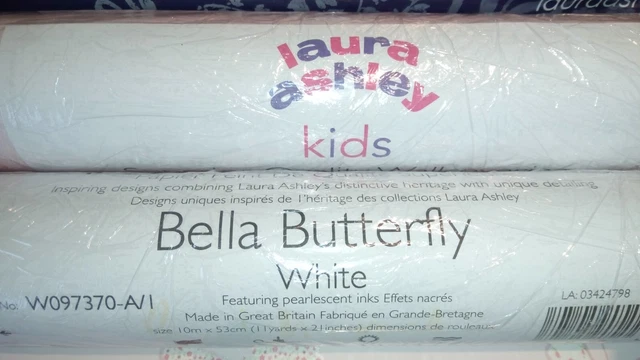 laura
ashley
kids
Inspiring designs combining Laura Ashley's distinctive heritage with unique detailing
Designs uniques inspirés de l'héritage des collections Laura Ashley
Bella Butterfly
White
No: W097370-A/1
Featuring pearlescent inks Effets nacrés
LA: 03424798
Made in Great Britain Fabriqué en Grande-Bretagne
size 10m x 53cm (11yards x 21inches) dimensions de rouleau